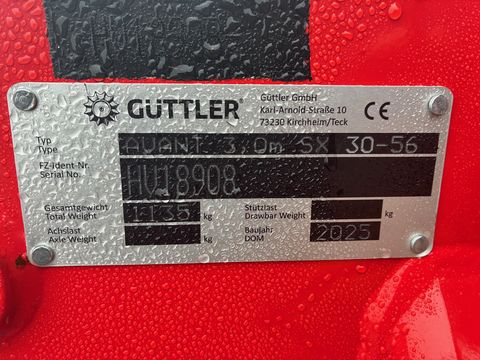 GÜTTLER®
Güttler GmbH
Karl-Arnold-Straße 10
73230 Kirchheim/Teck
CE
Typ
Type
AVANT 3,0m SX 30-56
FZ-Ident-Nr.
Serial No.
AV18908
Gesamtgewicht
Total Weight
1135 kg
Stützlast
Drawbar Weight
kg
Achslast
Axle Weight
kg
Baujahr
DOM
2025